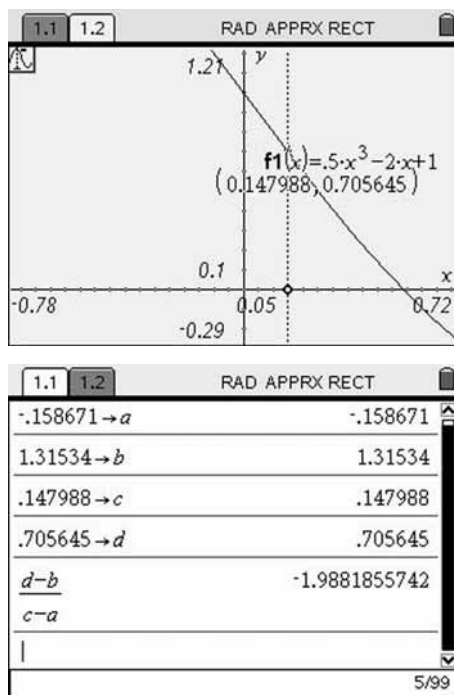 1.1 1.2 RAD APPRX RECT
1.21 y
f1(x)=.5·x³-2·x+1
(0.147988,0.705645)
0.1 x
-0.78 0.05 0.72
-0.29
1.1 1.2 RAD APPRX RECT
-.158671→a -.158671
1.31534→b 1.31534
.147988→c .147988
.705645→d .705645
d-b -1.9881855742
c-a
5/99